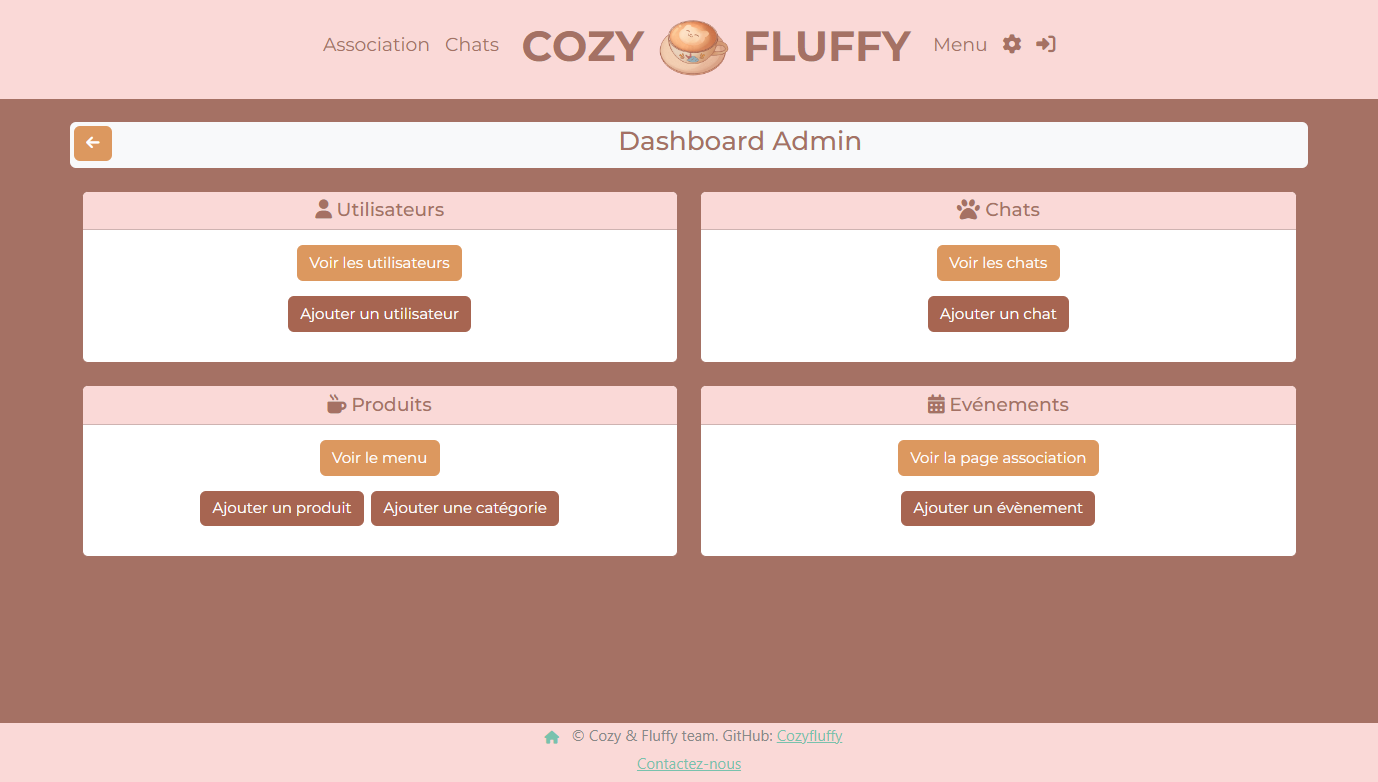 Association Chats COZY FLUFFY Menu
Dashboard Admin
Utilisateurs
Voir les utilisateurs
Ajouter un utilisateur
Chats
Voir les chats
Ajouter un chat
Produits
Voir le menu
Ajouter un produit Ajouter une catégorie
Evénements
Voir la page association
Ajouter un évènement
© Cozy & Fluffy team. GitHub: Cozyfluffy
Contactez-nous